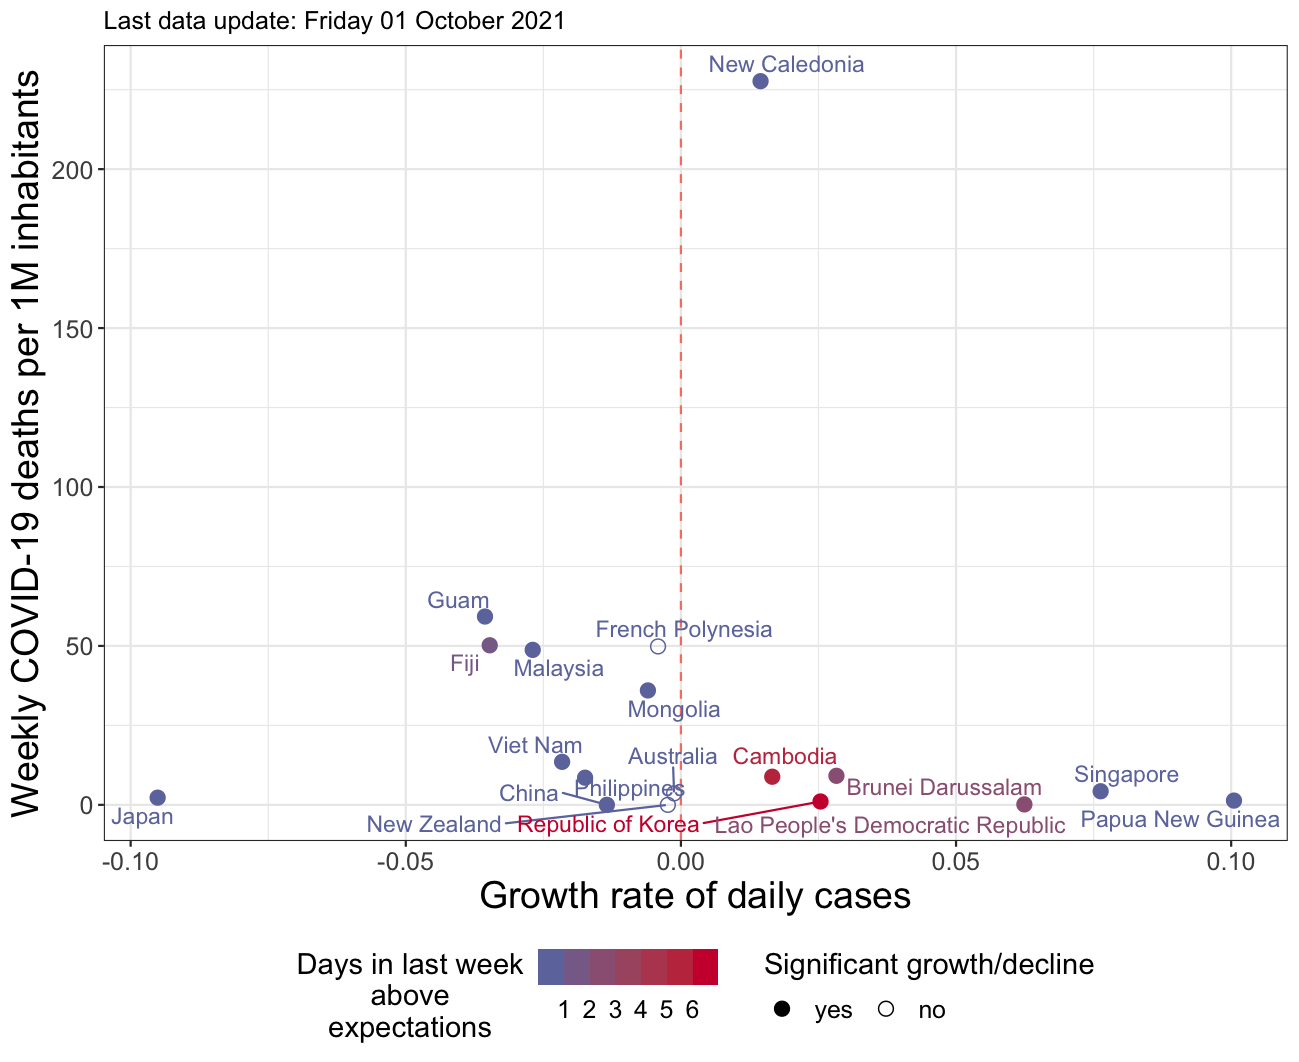 Last data update: Friday 01 October 2021
Weekly COVID-19 deaths per 1M inhabitants
200
150
100
50
0
New Caledonia
Guam
French Polynesia
Fiji
Malaysia
Mongolia
Viet Nam
Australia
Cambodia
Singapore
China
Philippines
Brunei Darussalam
Japan
New Zealand
Republic of Korea
Lao People's Democratic Republic
Papua New Guinea
-0.10
-0.05
0.00
0.05
0.10
Growth rate of daily cases
Days in last week
above
expectations
1 2 3 4 5 6
Significant growth/decline
yes
no